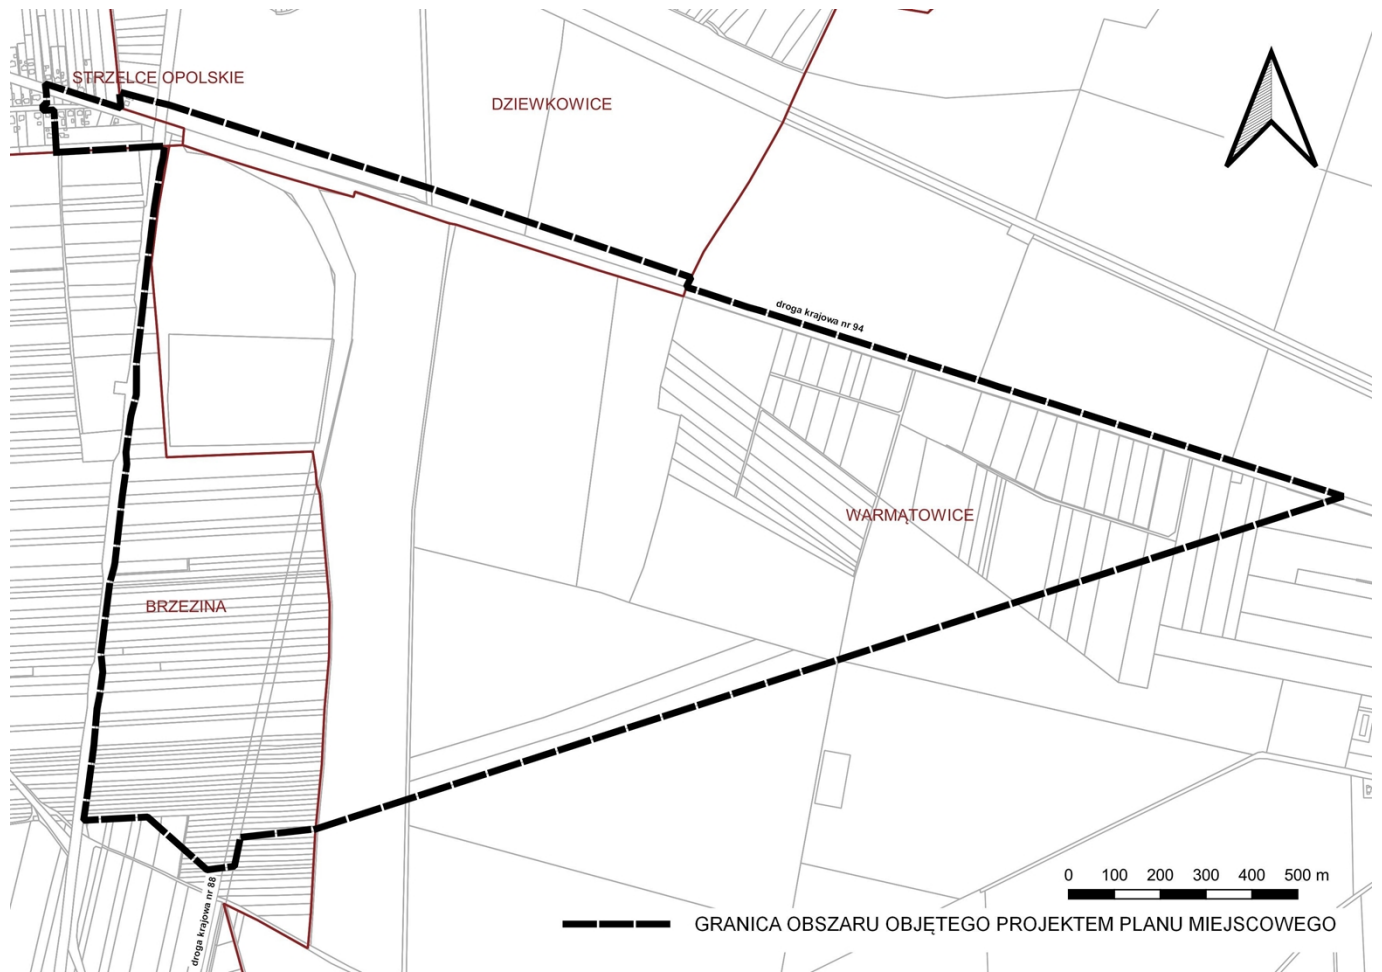 STRZELCE OPOLSKIE
DZIEWKOWICE
droga krajowa nr 94
WARMĄTOWICE
BRZEZINA
droga krajowa nr 88
0 100 200 300 400 500 m
GRANICA OBSZARU OBJĘTEGO PROJEKTEM PLANU MIEJSCOWEGO